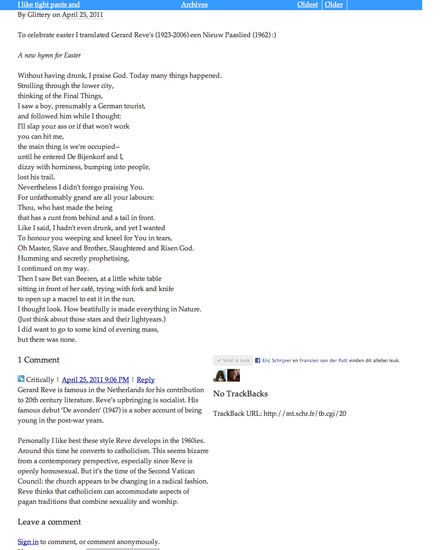 I like tight pants and Archives Oldest Older
By Glittery on April 25, 2011
To celebrate easter I translated Gerard Reve's (1923-2006) een Nieuw Paaslied (1962) :)
A new hymn for Easter
Without having drunk, I praise God. Today many things happened.
Strolling through the lower city,
thinking of the Final Things,
I saw a boy, presumably a German tourist,
and followed him while I thought:
I'll slap your ass or if that won't work
you can hit me,
the main thing is we're occupied--
until he entered De Bijenkorf and I,
dizzy with horniness, bumping into people,
lost his trail.
Nevertheless I didn't forego praising You.
For unfathomably grand are all your labours:
Thou, who hast made the being
that has a cunt from behind and a tail in front.
Like I said, I hadn't even drunk, and yet I wanted
To honour you weeping and kneel for You in tears,
Oh Master, Slave and Brother, Slaughtered and Risen God.
Humming and secretly prophetising,
I continued on my way.
Then I saw Bet van Beeren, at a little white table
sitting in front of her café, trying with fork and knife
to open up a macrel to eat it in the sun.
I thought look. How beatifully is made everything in Nature.
(Just think about those stars and their lightyears.)
I did want to go to some kind of evening mass,
but there was none.
1 Comment
Critically | April 25, 2011 9:06 PM | Reply
Gerard Reve is famous in the Netherlands for his contribution
to 20th century literature. Reve's upbringing is socialist. His
famous debut 'De avonden' (1947) is a sober account of being
young in the post-war years.
Personally I like best these style Reve develops in the 1960ies.
Around this time he converts to catholicism. This seems bizarre
from a contemporary perspective, especially since Reve is
openly homosexual. But it's the time of the Second Vatican
Council: the church appears to be changing in a radical fashion.
Reve thinks that catholicism can accommodate aspects of
pagan traditions that combine sexuality and worship.
Leave a comment
Sign in to comment, or comment anonymously.
Vind ik leuk Eric Schrijver en Fransien van der Putt vinden dit allebei leuk.
No TrackBacks
TrackBack URL: http://mt.schr.fr/tb.cgi/20